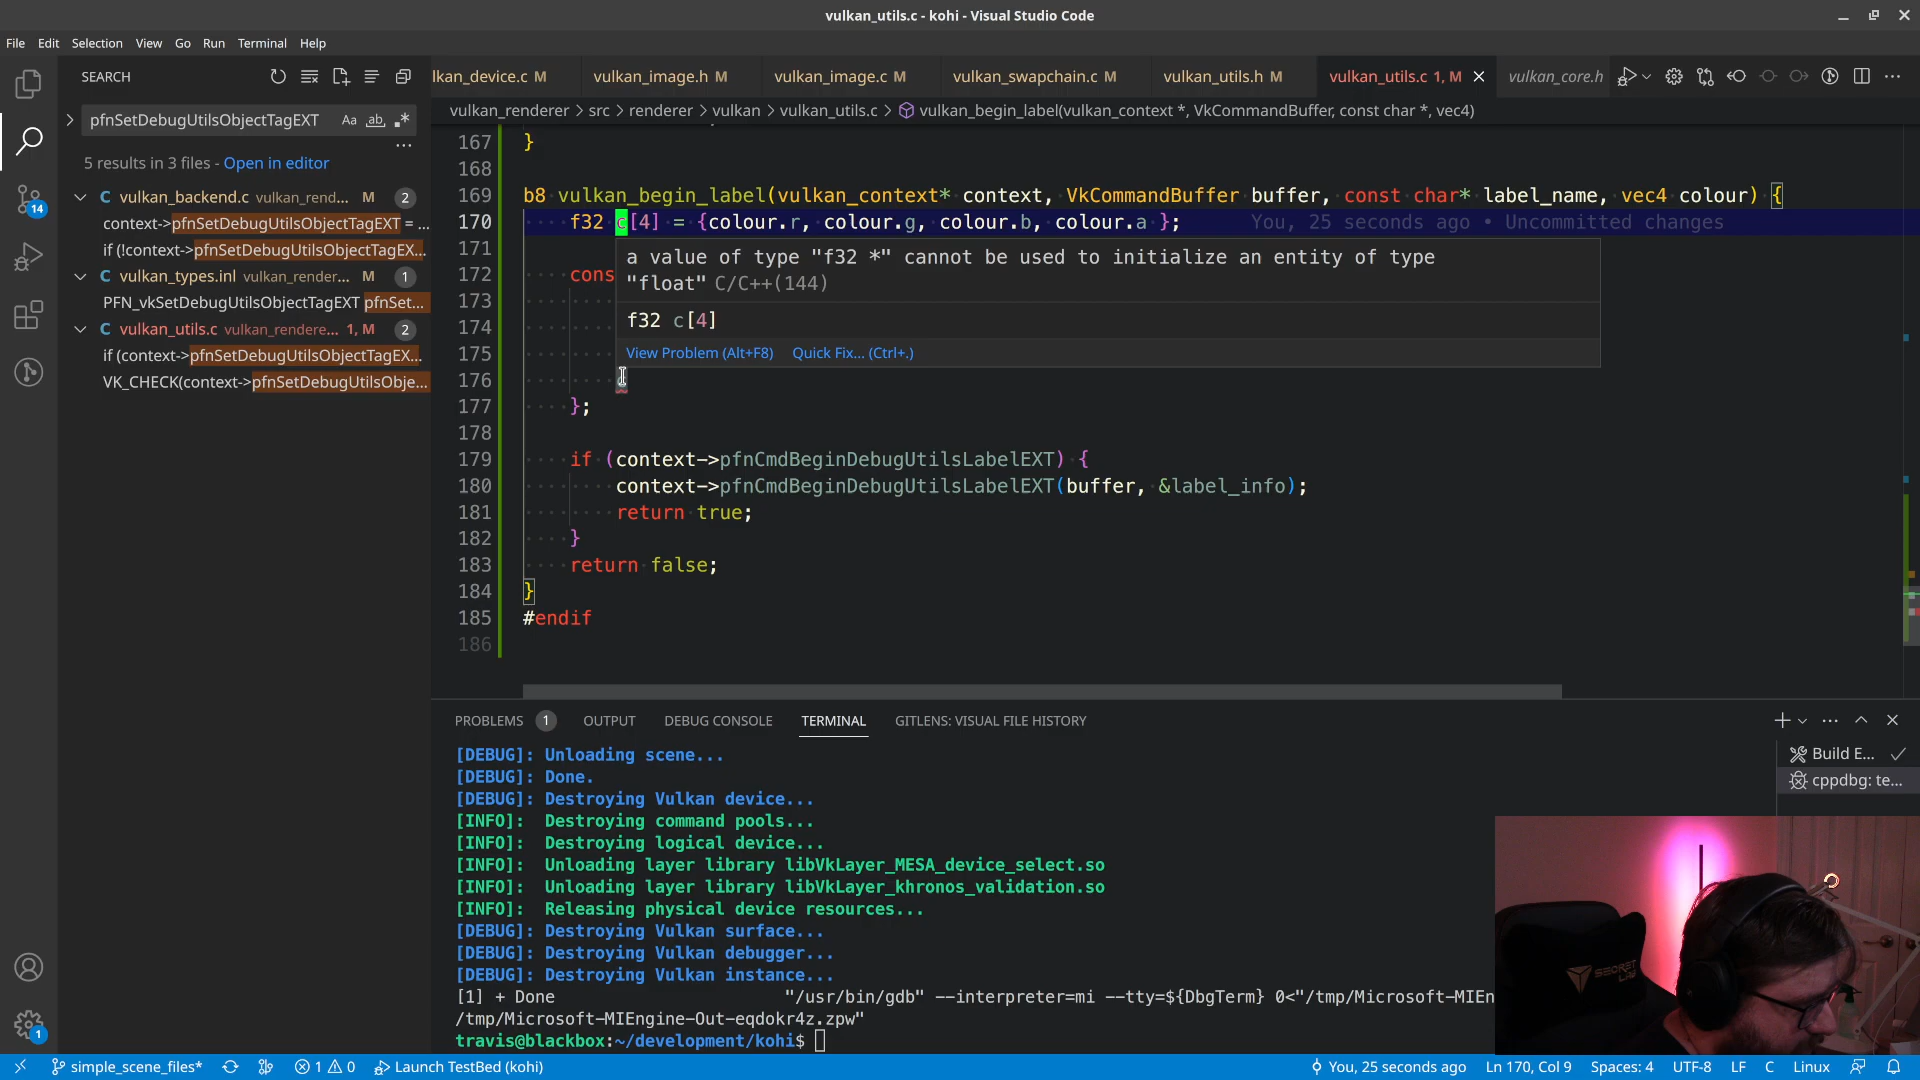 vulkan_utils.c - kohi - Visual Studio Code
File Edit Selection View Go Run Terminal Help
SEARCH
pfnSetDebugUtilsObjectTagEXT Aa ab
5 results in 3 files - Open in editor
C vulkan_backend.c vulkan_rend... M 2
context->pfnSetDebugUtilsObjectTagEXT = ...
if (!context->pfnSetDebugUtilsObjectTagEX...
C vulkan_types.inl vulkan_render... M 1
PFN_vkSetDebugUtilsObjectTagEXT pfnSet...
C vulkan_utils.c vulkan_rendere... 1, M 2
if (context->pfnSetDebugUtilsObjectTagEX...
VK_CHECK(context->pfnSetDebugUtilsObje...
14
1
lkan_device.c M vulkan_image.h M vulkan_image.c M vulkan_swapchain.c M vulkan_utils.h M vulkan_utils.c 1, M vulkan_core.h
vulkan_renderer > src > renderer > vulkan > vulkan_utils.c > vulkan_begin_label(vulkan_context *, VkCommandBuffer, const char *, vec4)
167 }
168
169 b8 vulkan_begin_label(vulkan_context* context, VkCommandBuffer buffer, const char* label_name, vec4 colour) {
170 f32 c[4] = {colour.r, colour.g, colour.b, colour.a }; You, 25 seconds ago • Uncommitted changes
171
172 cons
173
174
175
176
177 };
178
179 if (context->pfnCmdBeginDebugUtilsLabelEXT) {
180 context->pfnCmdBeginDebugUtilsLabelEXT(buffer, &label_info);
181 return true;
182 }
183 return false;
184 }
185 #endif
186
a value of type "f32 *" cannot be used to initialize an entity of type
"float" C/C++(144)
f32 c[4]
View Problem (Alt+F8) Quick Fix... (Ctrl+.)
PROBLEMS 1 OUTPUT DEBUG CONSOLE TERMINAL GITLENS: VISUAL FILE HISTORY
[DEBUG]: Unloading scene...
[DEBUG]: Done.
[DEBUG]: Destroying Vulkan device...
[INFO]: Destroying command pools...
[INFO]: Destroying logical device...
[INFO]: Unloading layer library libVkLayer_MESA_device_select.so
[INFO]: Unloading layer library libVkLayer_khronos_validation.so
[INFO]: Releasing physical device resources...
[DEBUG]: Destroying Vulkan surface...
[DEBUG]: Destroying Vulkan debugger...
[DEBUG]: Destroying Vulkan instance...
[1] + Done "/usr/bin/gdb" --interpreter=mi --tty=${DbgTerm} 0<"/tmp/Microsoft-MIEn
/tmp/Microsoft-MIEngine-Out-eqdokr4z.zpw"
travis@blackbox:~/development/kohi$
Build E...
cppdbg: te...
SECRET LAB
simple_scene_files* 1 0 Launch TestBed (kohi) You, 25 seconds ago Ln 170, Col 9 Spaces: 4 UTF-8 LF C Linux